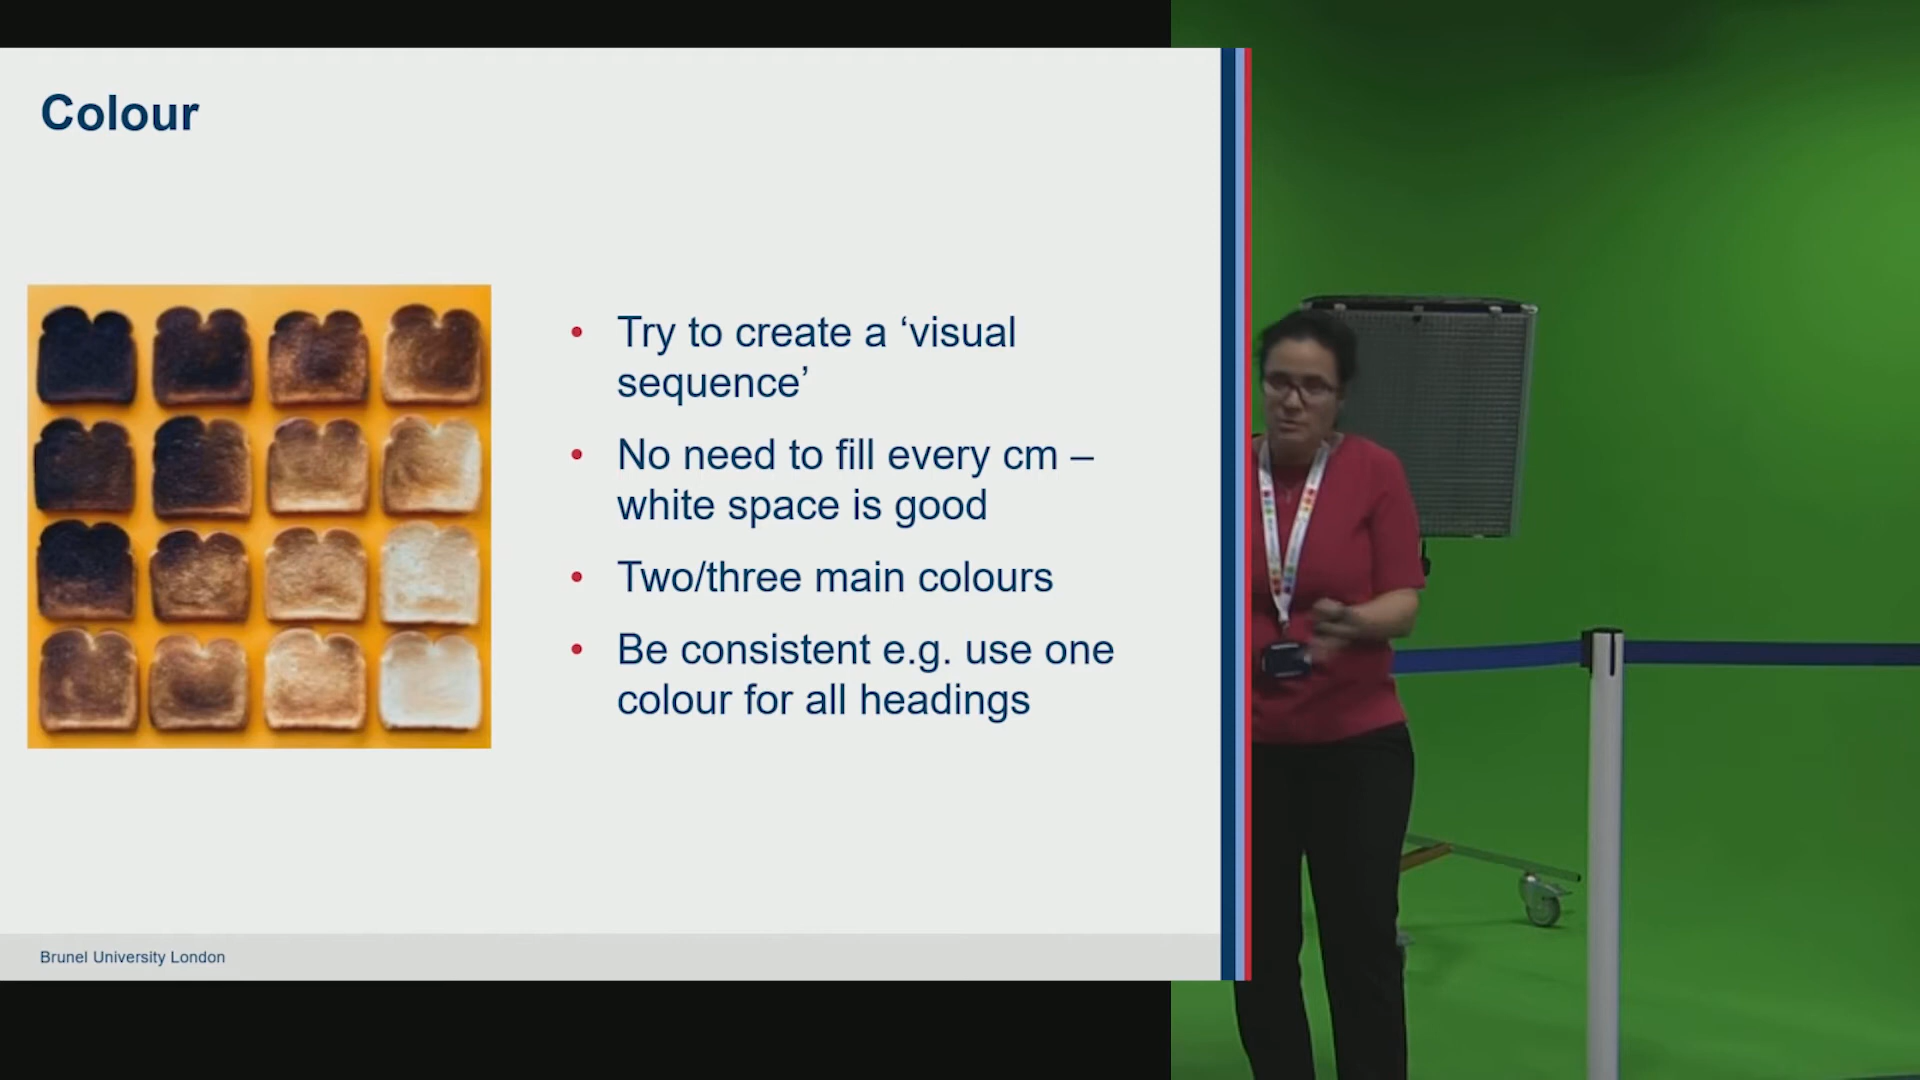 Colour
• Try to create a ‘visual
sequence’
• No need to fill every cm –
white space is good
• Two/three main colours
• Be consistent e.g. use one
colour for all headings
Brunel University London